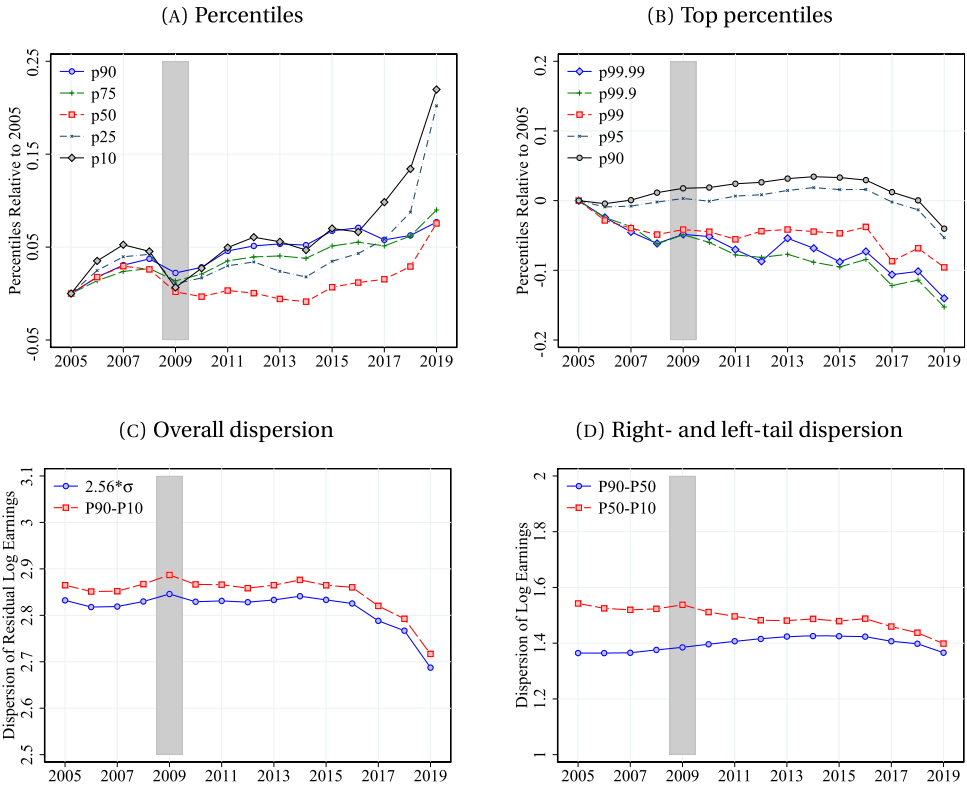 (A) Percentiles
Percentiles Relative to 2005
0.25
0.15
0.05
-0.05
p90
p75
p50
p25
p10
2005 2007 2009 2011 2013 2015 2017 2019
(B) Top percentiles
Percentiles Relative to 2005
0.2
0.1
0
-0.1
-0.2
p99.99
p99.9
p99
p95
p90
2005 2007 2009 2011 2013 2015 2017 2019
(C) Overall dispersion
Dispersion of Residual Log Earnings
3.1
3
2.9
2.8
2.7
2.6
2.5
2.56*σ
P90-P10
2005 2007 2009 2011 2013 2015 2017 2019
(D) Right- and left-tail dispersion
Dispersion of Log Earnings
2
1.8
1.6
1.4
1.2
1
P90-P50
P50-P10
2005 2007 2009 2011 2013 2015 2017 2019